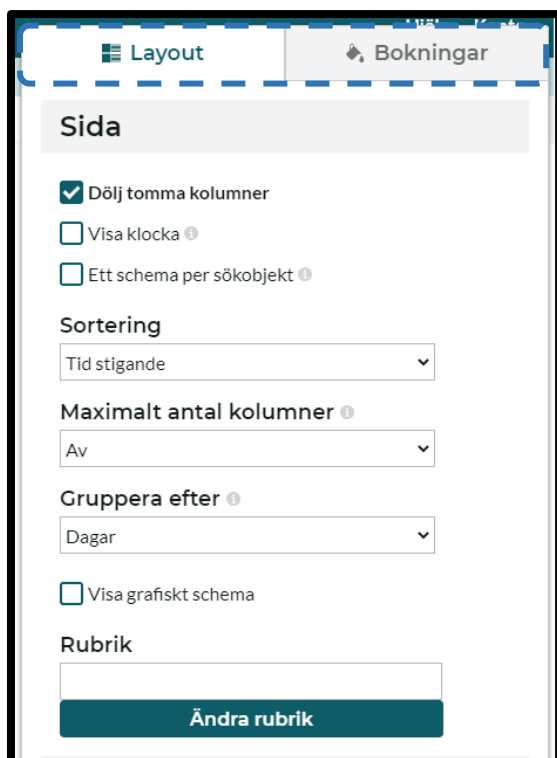 Layout
Bokningar
Sida
Dölj tomma kolumner
Visa klocka
Ett schema per sökobjekt
Sortering
Tid stigande
Maximalt antal kolumner
Av
Gruppera efter
Dagar
Visa grafiskt schema
Rubrik
Ändra rubrik